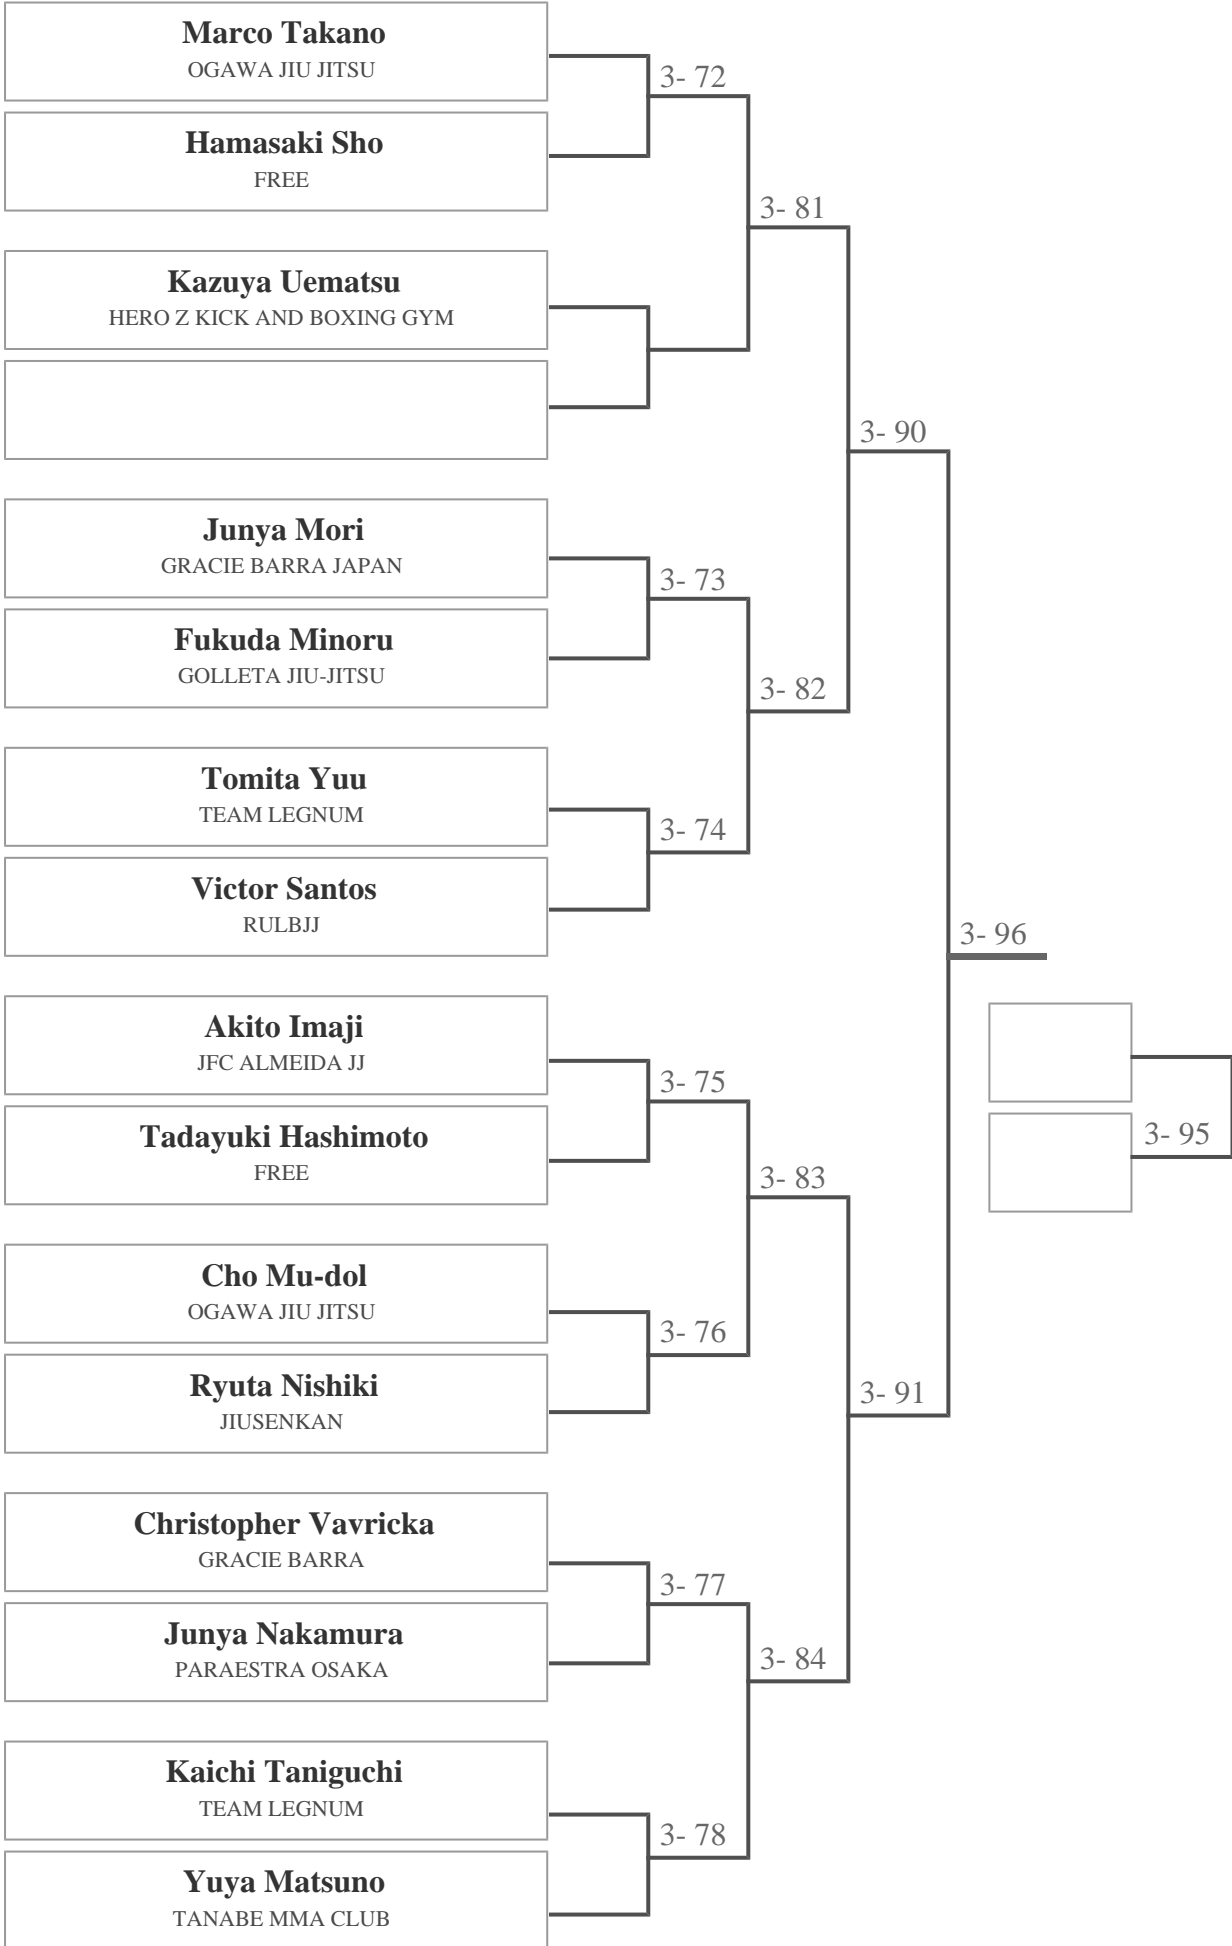 Marco Takano
OGAWA JIU JITSU
3- 72
Hamasaki Sho
FREE
3- 81
Kazuya Uematsu
HERO Z KICK AND BOXING GYM
3- 90
Junya Mori
GRACIE BARRA JAPAN
3- 73
Fukuda Minoru
GOLLETA JIU-JITSU
3- 82
Tomita Yuu
TEAM LEGNUM
3- 74
Victor Santos
RULBJJ
3- 96
Akito Imaji
JFC ALMEIDA JJ
3- 75
Tadayuki Hashimoto
FREE
3- 95
3- 83
Cho Mu-dol
OGAWA JIU JITSU
3- 76
Ryuta Nishiki
JIUSENKAN
3- 91
Christopher Vavricka
GRACIE BARRA
3- 77
Junya Nakamura
PARAESTRA OSAKA
3- 84
Kaichi Taniguchi
TEAM LEGNUM
3- 78
Yuya Matsuno
TANABE MMA CLUB